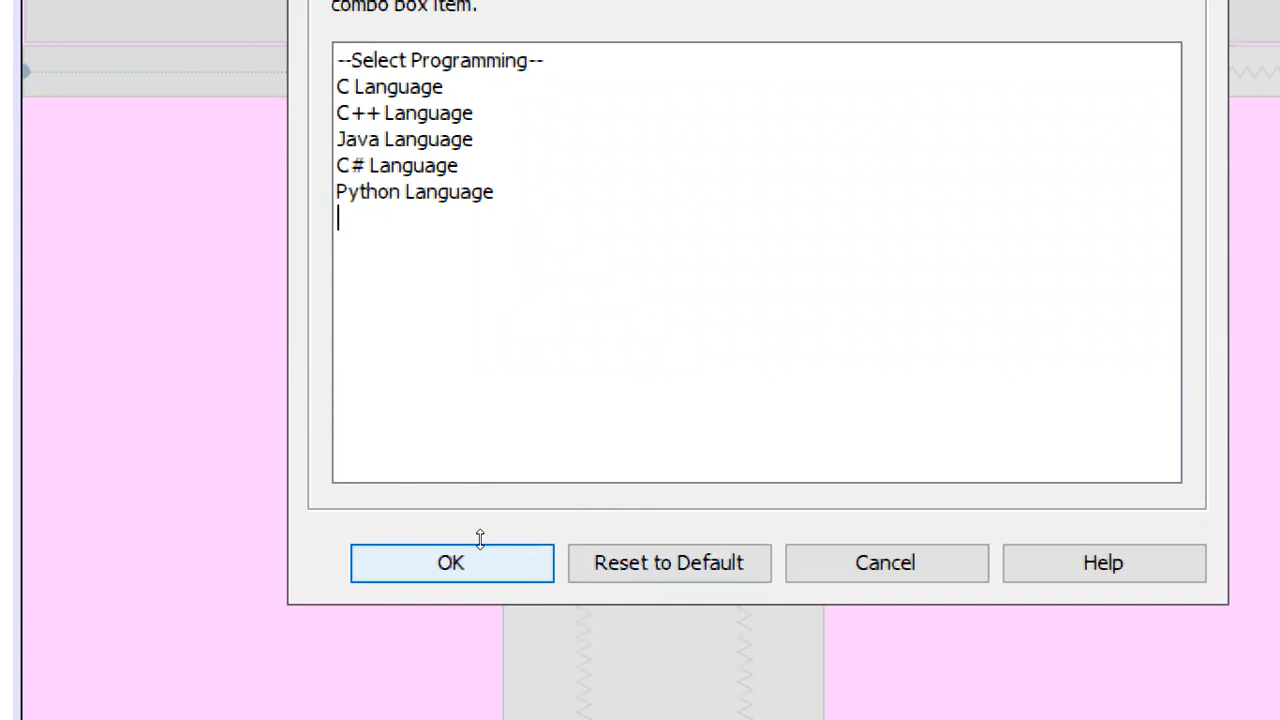 combo box item.
--Select Programming--
C Language
C++ Language
Java Language
C# Language
Python Language
OK
Reset to Default
Cancel
Help